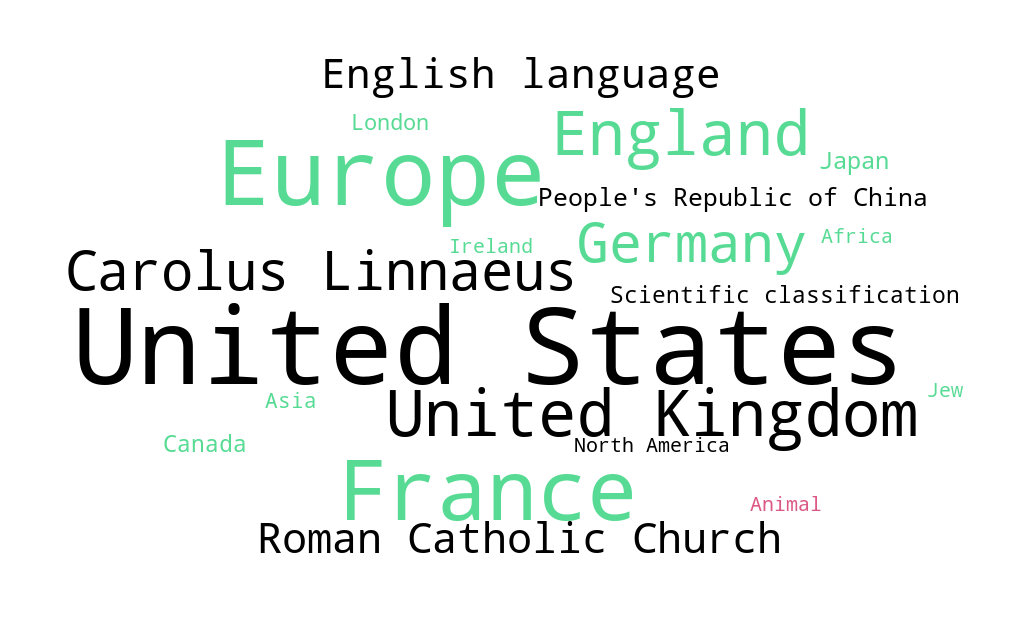 English language
London
England
Europe
Japan
People's Republic of China
Germany
Africa
Ireland
Carolus Linnaeus
Scientific classification
United States
Jew
Asia
United Kingdom
Canada
North America
France
Animal
Roman Catholic Church